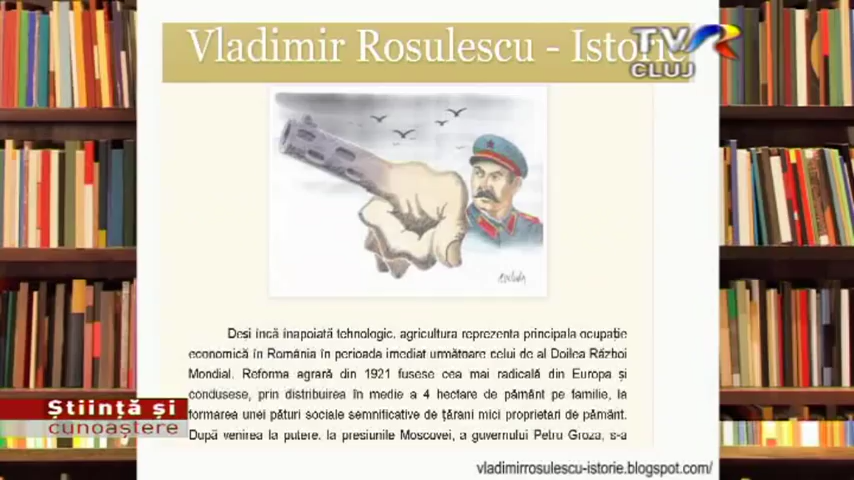 Vladimir Rosulescu - Istorie
TVR
CLUJ
Deși încă înapoiată tehnologic, agricultura reprezenta principala ocupație
economică în România în perioada imediat următoare celui de al Doilea Război
Mondial. Reforma agrară din 1921 fusese cea mai radicală din Europa și
condusese, prin distribuirea în medie a 4 hectare de pământ pe familie, la
formarea unei pături sociale semnificative de țărani mici proprietari de pământ.
După venirea la putere, la presiunile Moscovei, a guvernului Petru Groza, s-a
Știință și
cunoaștere
vladimirrosulescu-istorie.blogspot.com/